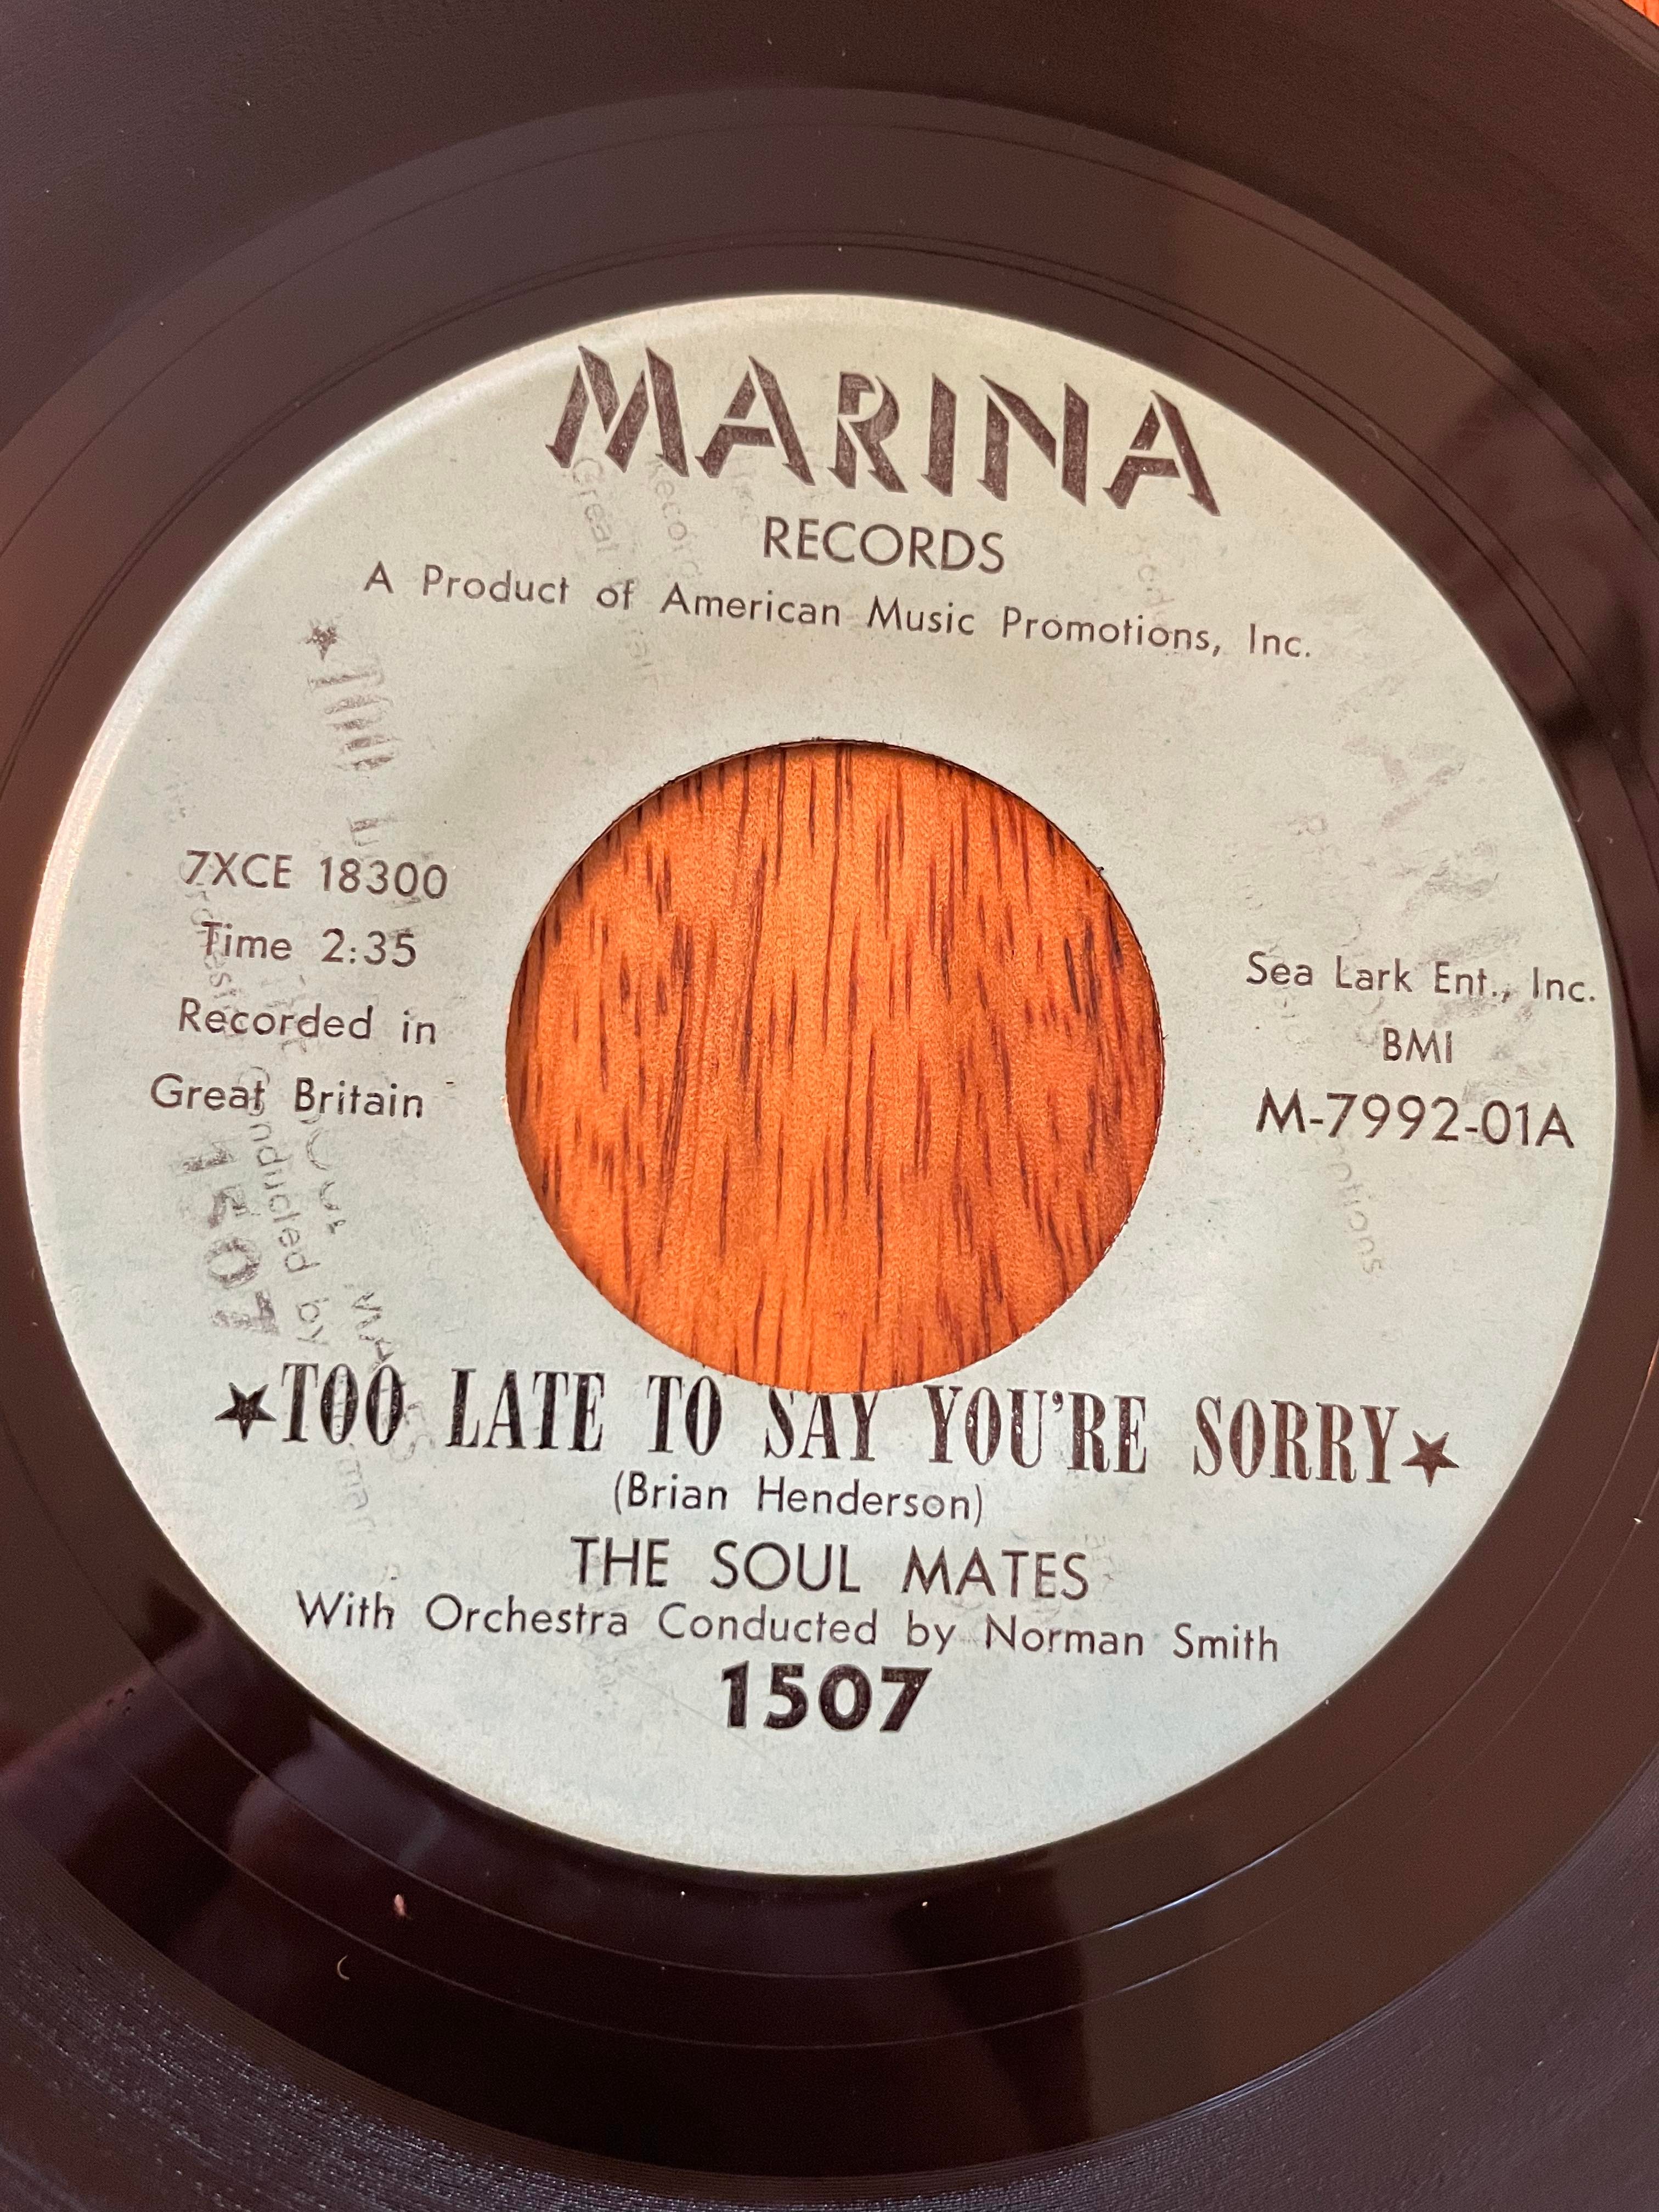 MARINA
RECORDS
A Product of American Music Promotions, Inc.
7XCE 18300
Time 2:35
Recorded in
Great Britain
Sea Lark Ent., Inc.
BMI
M-7992-01A
★TOO LATE TO SAY YOU'RE SORRY★
(Brian Henderson)
THE SOUL MATES
With Orchestra Conducted by Norman Smith
1507